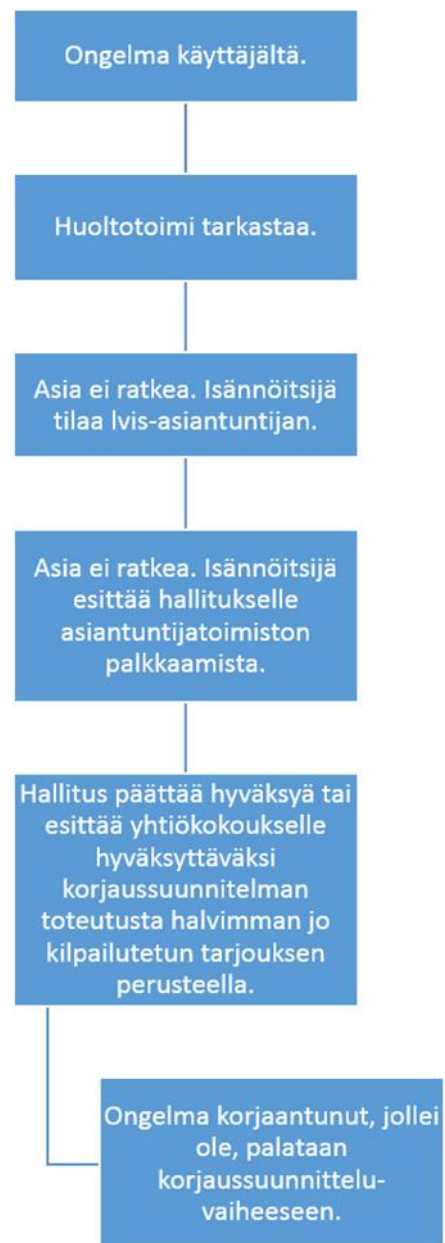 Ongelma käyttäjältä.
Huoltotoimi tarkastaa.
Asia ei ratkea. Isännöitsijä
tilaa lvis-asiantuntijan.
Asia ei ratkea. Isännöitsijä
esittää hallitukselle
asiantuntijatoimiston
palkkaamista.
Hallitus päättää hyväksyä tai
esittää yhtiökokoukselle
hyväksyttäväksi
korjaussuunnitelman
toteutusta halvimman jo
kilpailutetun tarjouksen
perusteella.
Ongelma korjaantunut, jollei
ole, palataan
korjaussuunnittelu-
vaiheeseen.